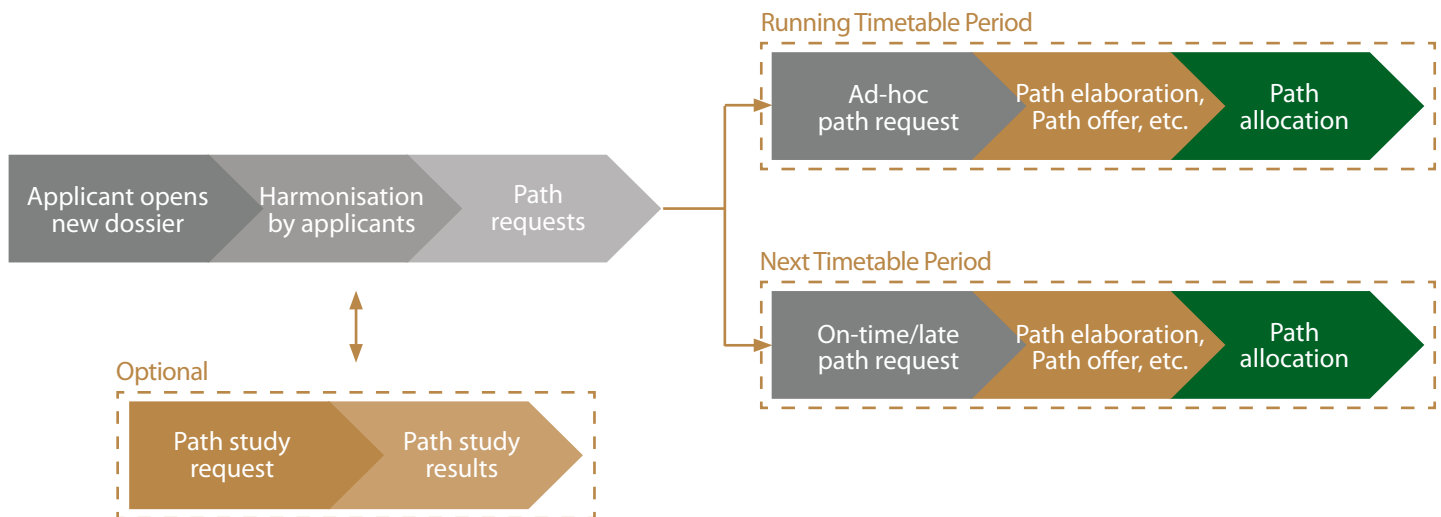 Running Timetable Period
Ad-hoc
path request
Path elaboration,
Path offer, etc.
Path
allocation
Applicant opens
new dossier
Harmonisation
by applicants
Path
requests
Next Timetable Period
On-time/late
path request
Path elaboration,
Path offer, etc.
Path
allocation
Optional
Path study
request
Path study
results